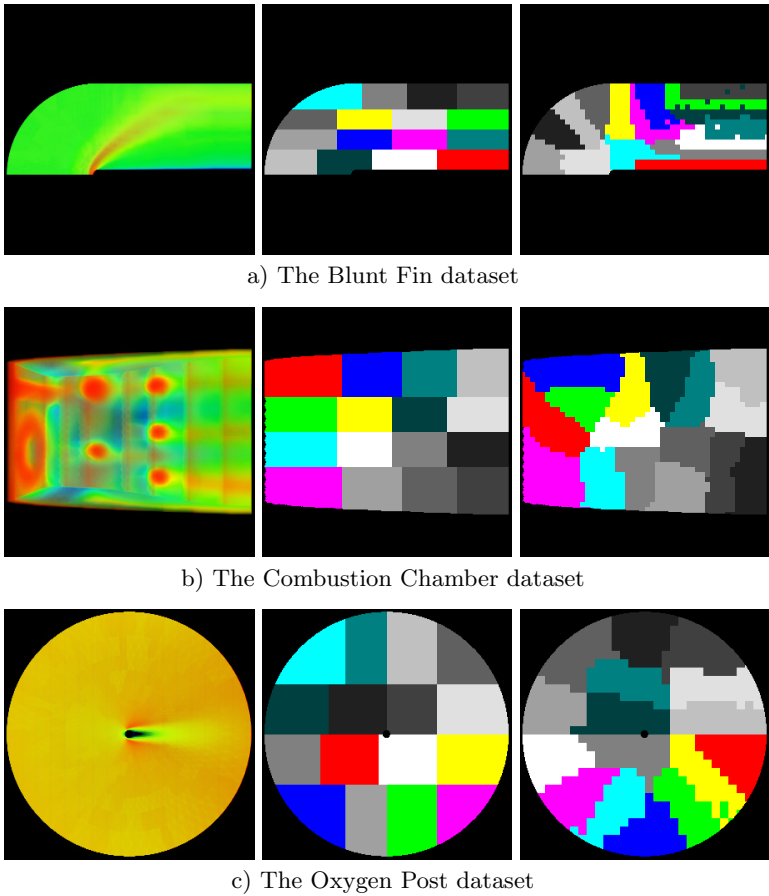 a) The Blunt Fin dataset
b) The Combustion Chamber dataset
c) The Oxygen Post dataset